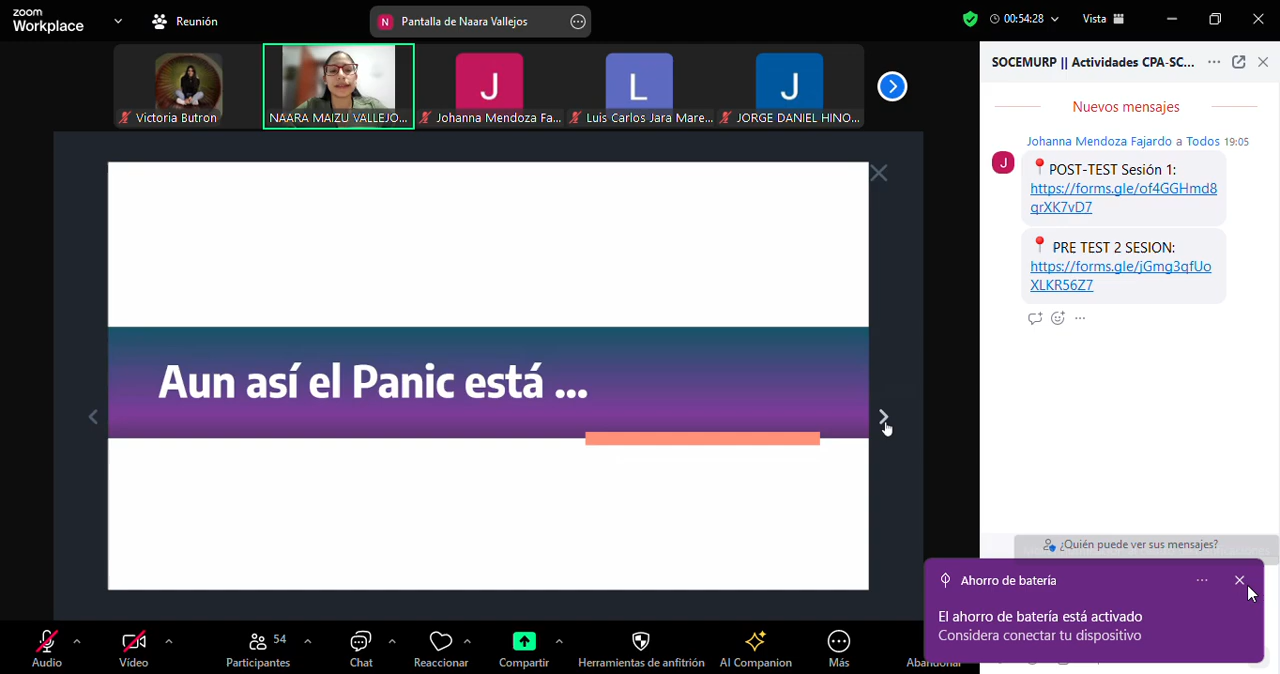 zoom
Workplace
Reunión
N Pantalla de Naara Vallejos
00:54:28
Vista
Victoria Butron
NAARA MAIZU VALLEJO...
J
Johanna Mendoza Fa...
L
Luis Carlos Jara Mare...
J
JORGE DANIEL HINO...
SOCEMURP || Actividades CPA-SC...
Nuevos mensajes
Johanna Mendoza Fajardo a Todos 19:05
J
POST-TEST Sesión 1:
https://forms.gle/of4GGHmd8
qrXK7vD7
PRE TEST 2 SESION:
https://forms.gle/jGmg3qfUo
XLKR56Z7
Aun así el Panic está ...
¿Quién puede ver sus mensajes?
Ahorro de batería
El ahorro de batería está activado
Considera conectar tu dispositivo
Audio
Vídeo
54
Participantes
Chat
Reaccionar
Compartir
Herramientas de anfitrión
AI Companion
Más
Abandonar